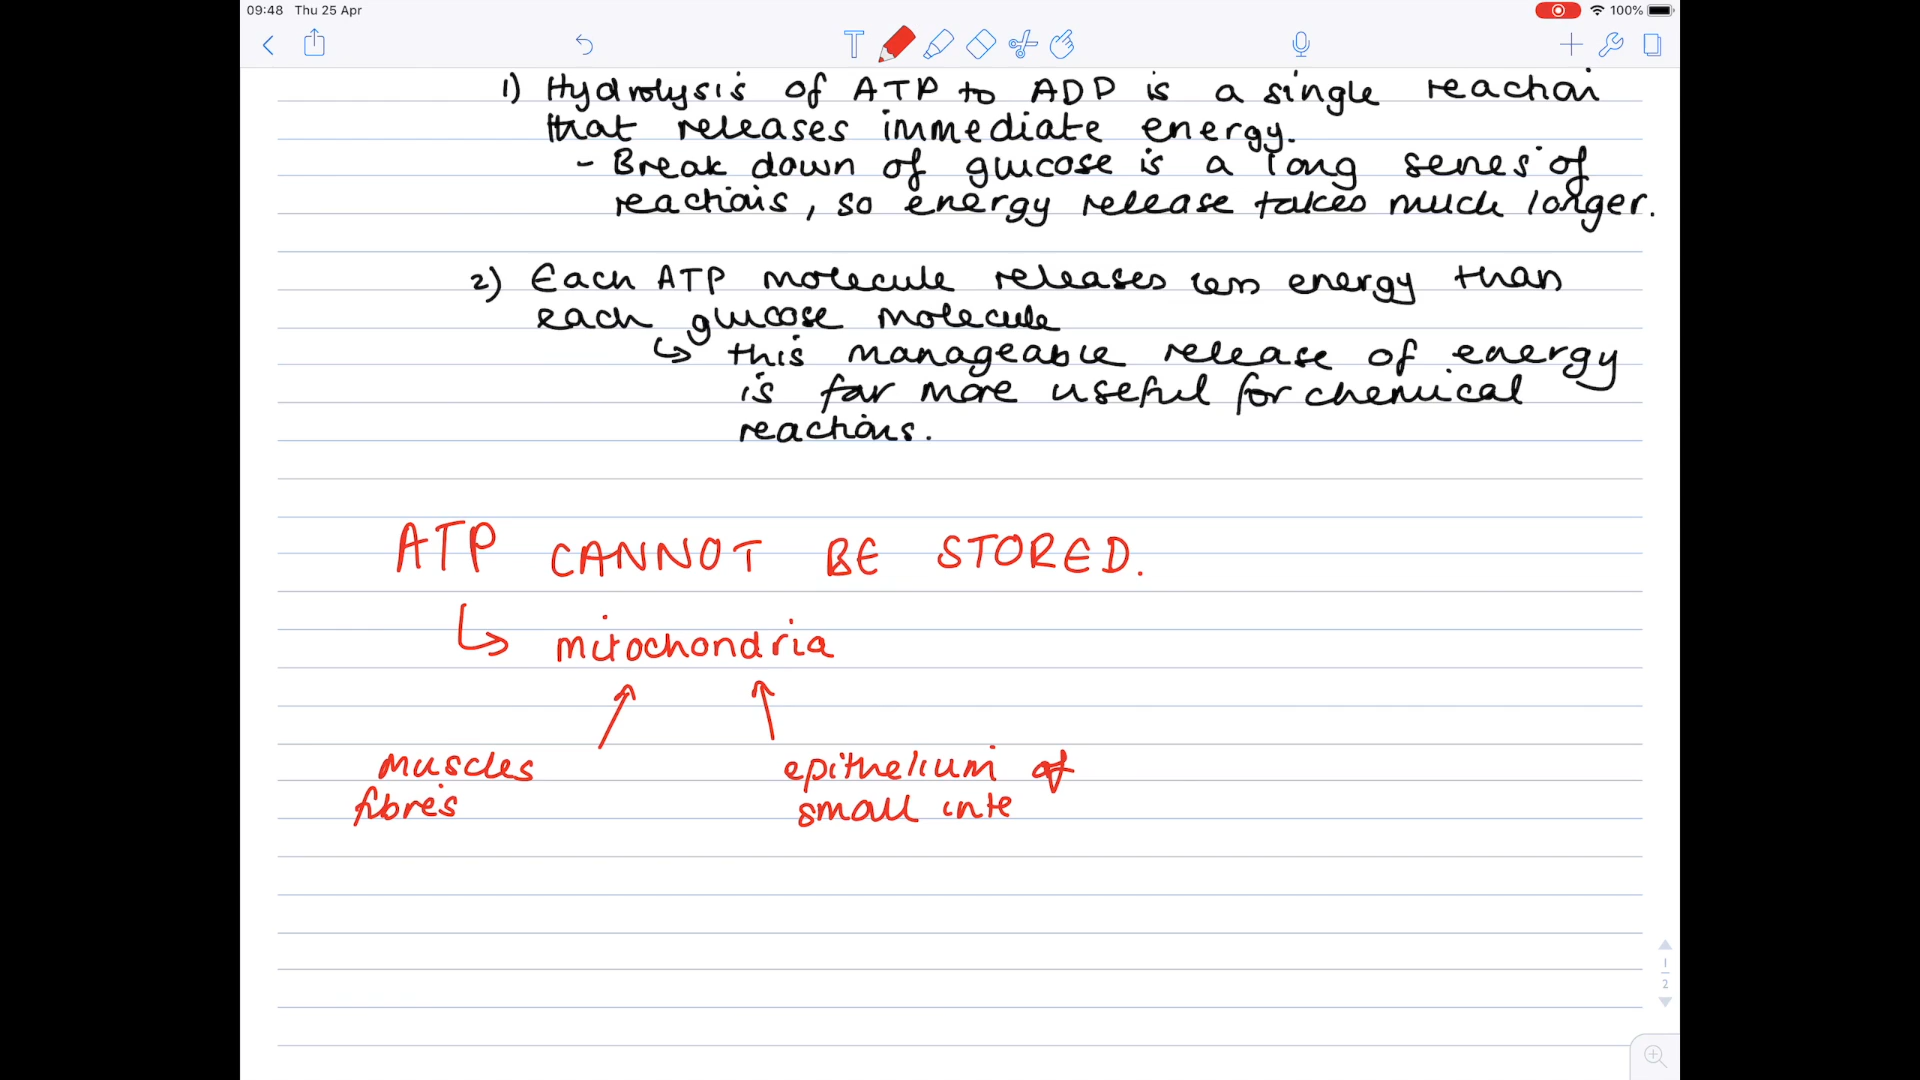 09:48 Thu 25 Apr
100%
T
1) Hydrolysis of ATP to ADP is a single reaction
that releases immediate energy.
- Break down of glucose is a long series of
reactions, so energy release takes much longer.
2) Each ATP molecule releases less energy than
each glucose molecule
↳ this manageable release of energy
is far more useful for chemical
reactions.
ATP CANNOT BE STORED.
↳ mitochondria
muscles
fibres
epithelium of
small inte
1
2